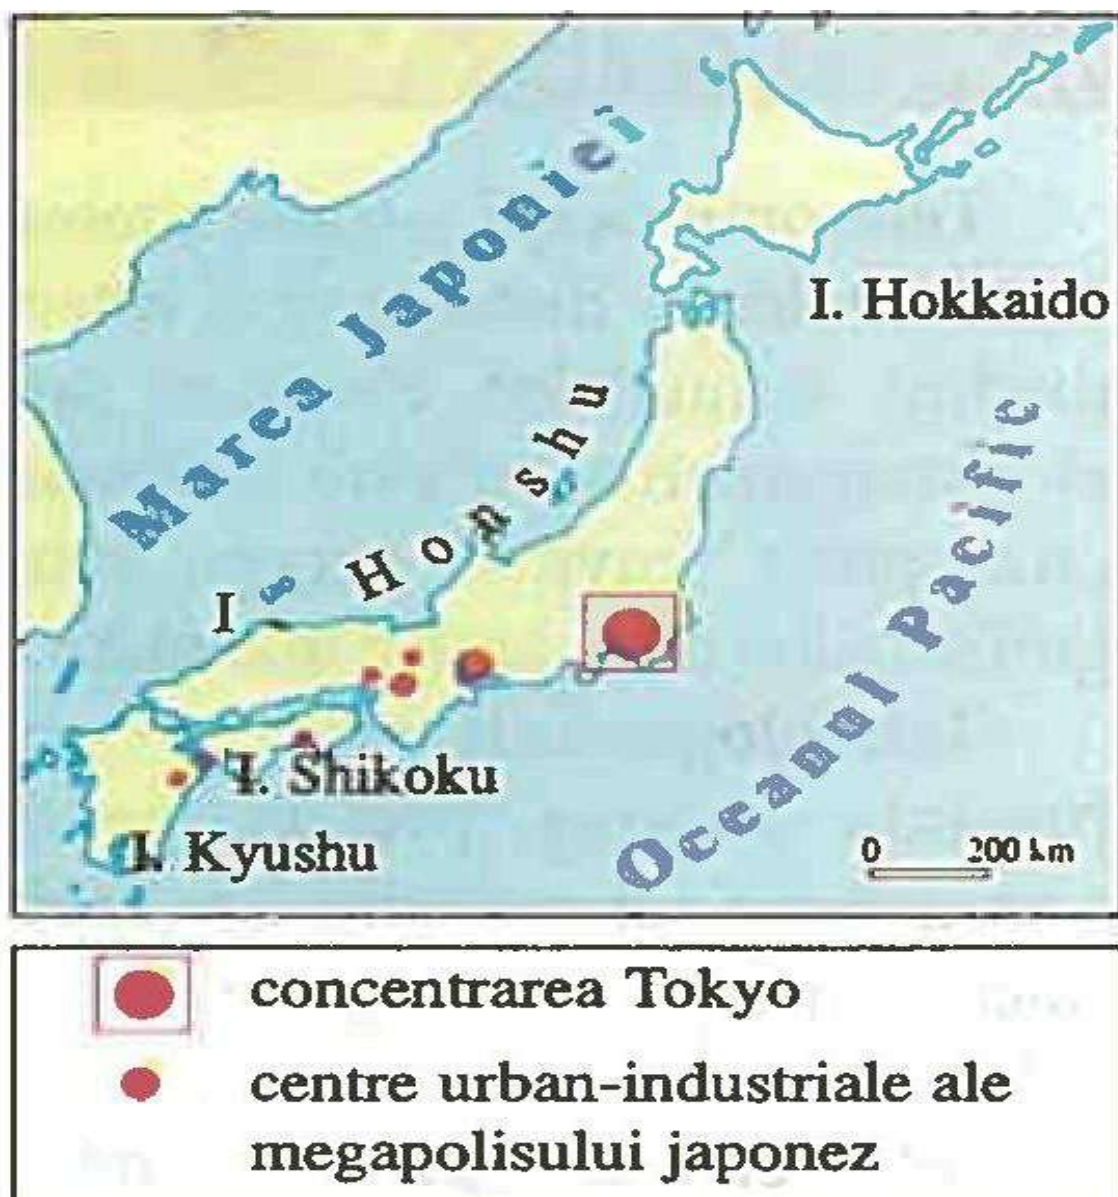 Marea Japoniei
I. Hokkaido
I. Honshu
Oceanul Pacific
I. Shikoku
I. Kyushu
0 200 km
concentrarea Tokyo
centre urban-industriale ale
megapolisului japonez